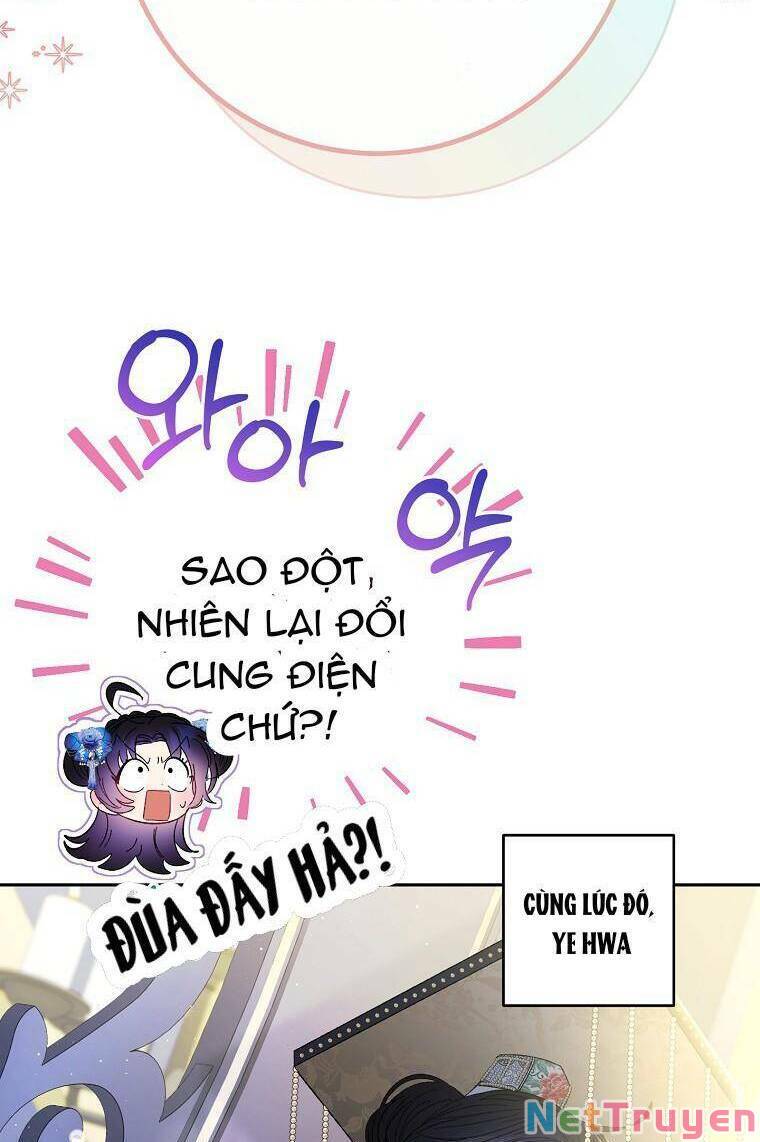 와아
악
SAO ĐỘT,
NHIÊN LẠI ĐỔI
CUNG ĐIỆN
CHỨ?!
ĐÙA ĐẤY HẢ?!
CÙNG LÚC ĐÓ,
YE HWA
NetTruyen